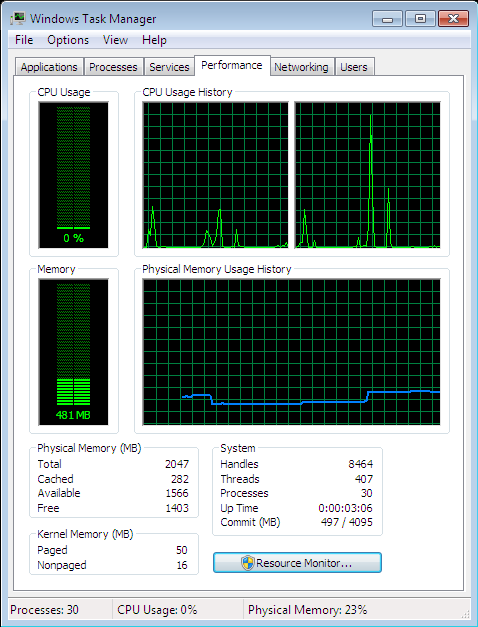 Windows Task Manager
File Options View Help
Applications Processes Services Performance Networking Users
CPU Usage
0 %
CPU Usage History
Memory
481 MB
Physical Memory Usage History
Physical Memory (MB)
Total 2047
Cached 282
Available 1566
Free 1403
System
Handles 8464
Threads 407
Processes 30
Up Time 0:00:03:06
Commit (MB) 497 / 4095
Kernel Memory (MB)
Paged 50
Nonpaged 16
Resource Monitor...
Processes: 30 CPU Usage: 0% Physical Memory: 23%